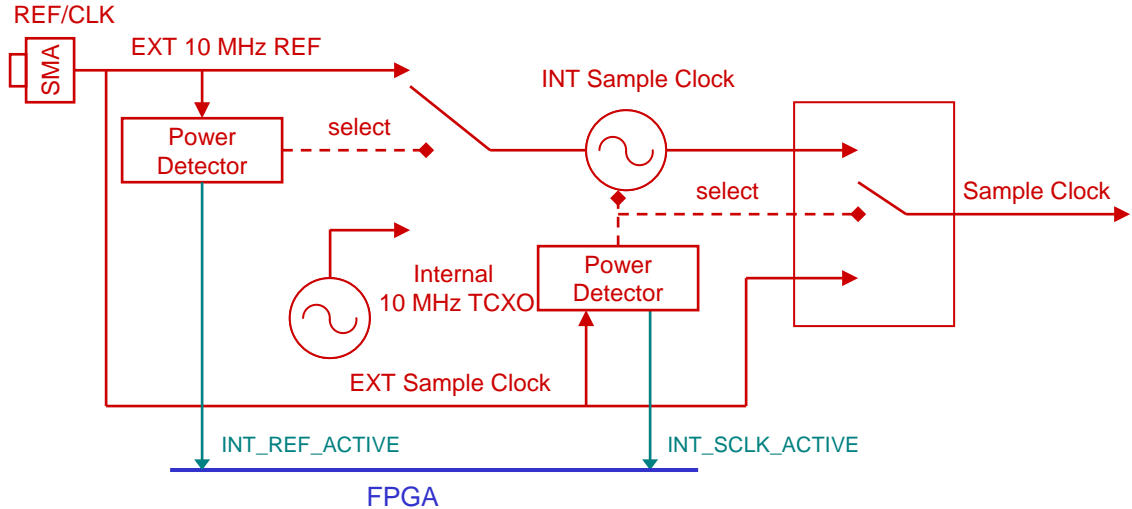 REF/CLK
SMA
EXT 10 MHz REF
INT Sample Clock
Power
Detector
select
select
Sample Clock
Internal
10 MHz TCXO
Power
Detector
EXT Sample Clock
INT_REF_ACTIVE
INT_SCLK_ACTIVE
FPGA